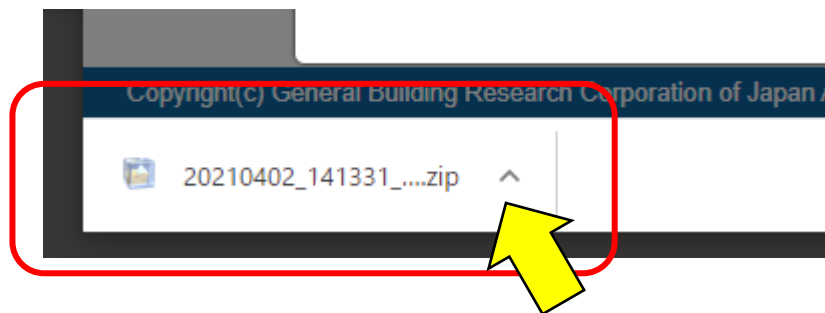 Copyright(c) General Building Research Corporation of Japan
20210402_141331_....zip